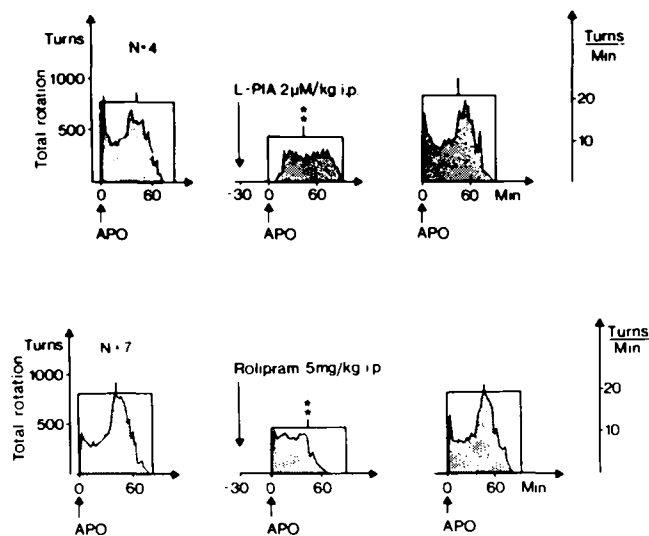 Turns
N=4
Turns
Min
L-PIA 2µM/kg i.p.
**
Total rotation
1000
500
20
10
0
60
-30
0
60
0
60
Min
APO
APO
APO
Turns
N=7
Turns
Min
Rolipram 5mg/kg i p
**
Total rotation
1000
500
20
10
0
60
-30
0
60
0
60
Min
APO
APO
APO